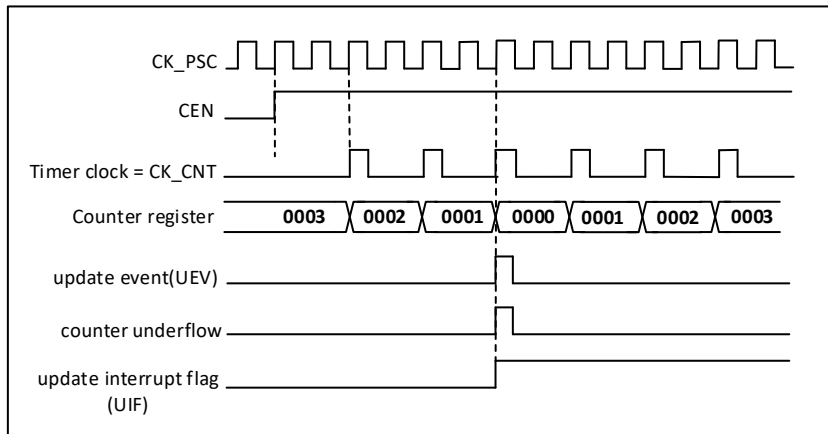 CK_PSC
CEN
Timer clock = CK_CNT
Counter register 0003 0002 0001 0000 0001 0002 0003
update event(UEV)
counter underflow
update interrupt flag
(UIF)